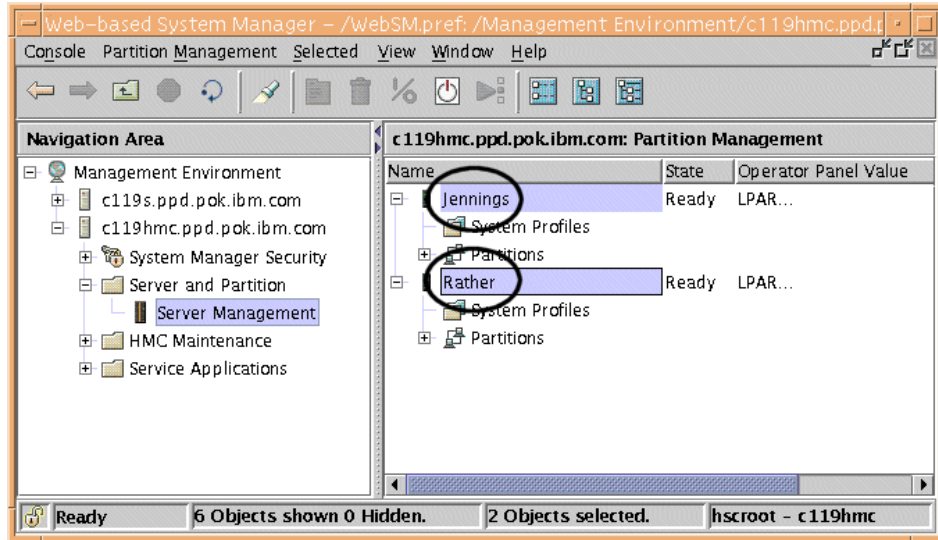 Web-based System Manager - /WebSM.pref: /Management Environment/c119hmc.ppd.p
Console Partition Management Selected View Window Help
Navigation Area
c119hmc.ppd.pok.ibm.com: Partition Management
Management Environment
c119s.ppd.pok.ibm.com
c119hmc.ppd.pok.ibm.com
System Manager Security
Server and Partition
Server Management
HMC Maintenance
Service Applications
Name State Operator Panel Value
Jennings Ready LPAR...
System Profiles
Partitions
Rather Ready LPAR...
System Profiles
Partitions
Ready 6 Objects shown 0 Hidden. 2 Objects selected. hscroot - c119hmc